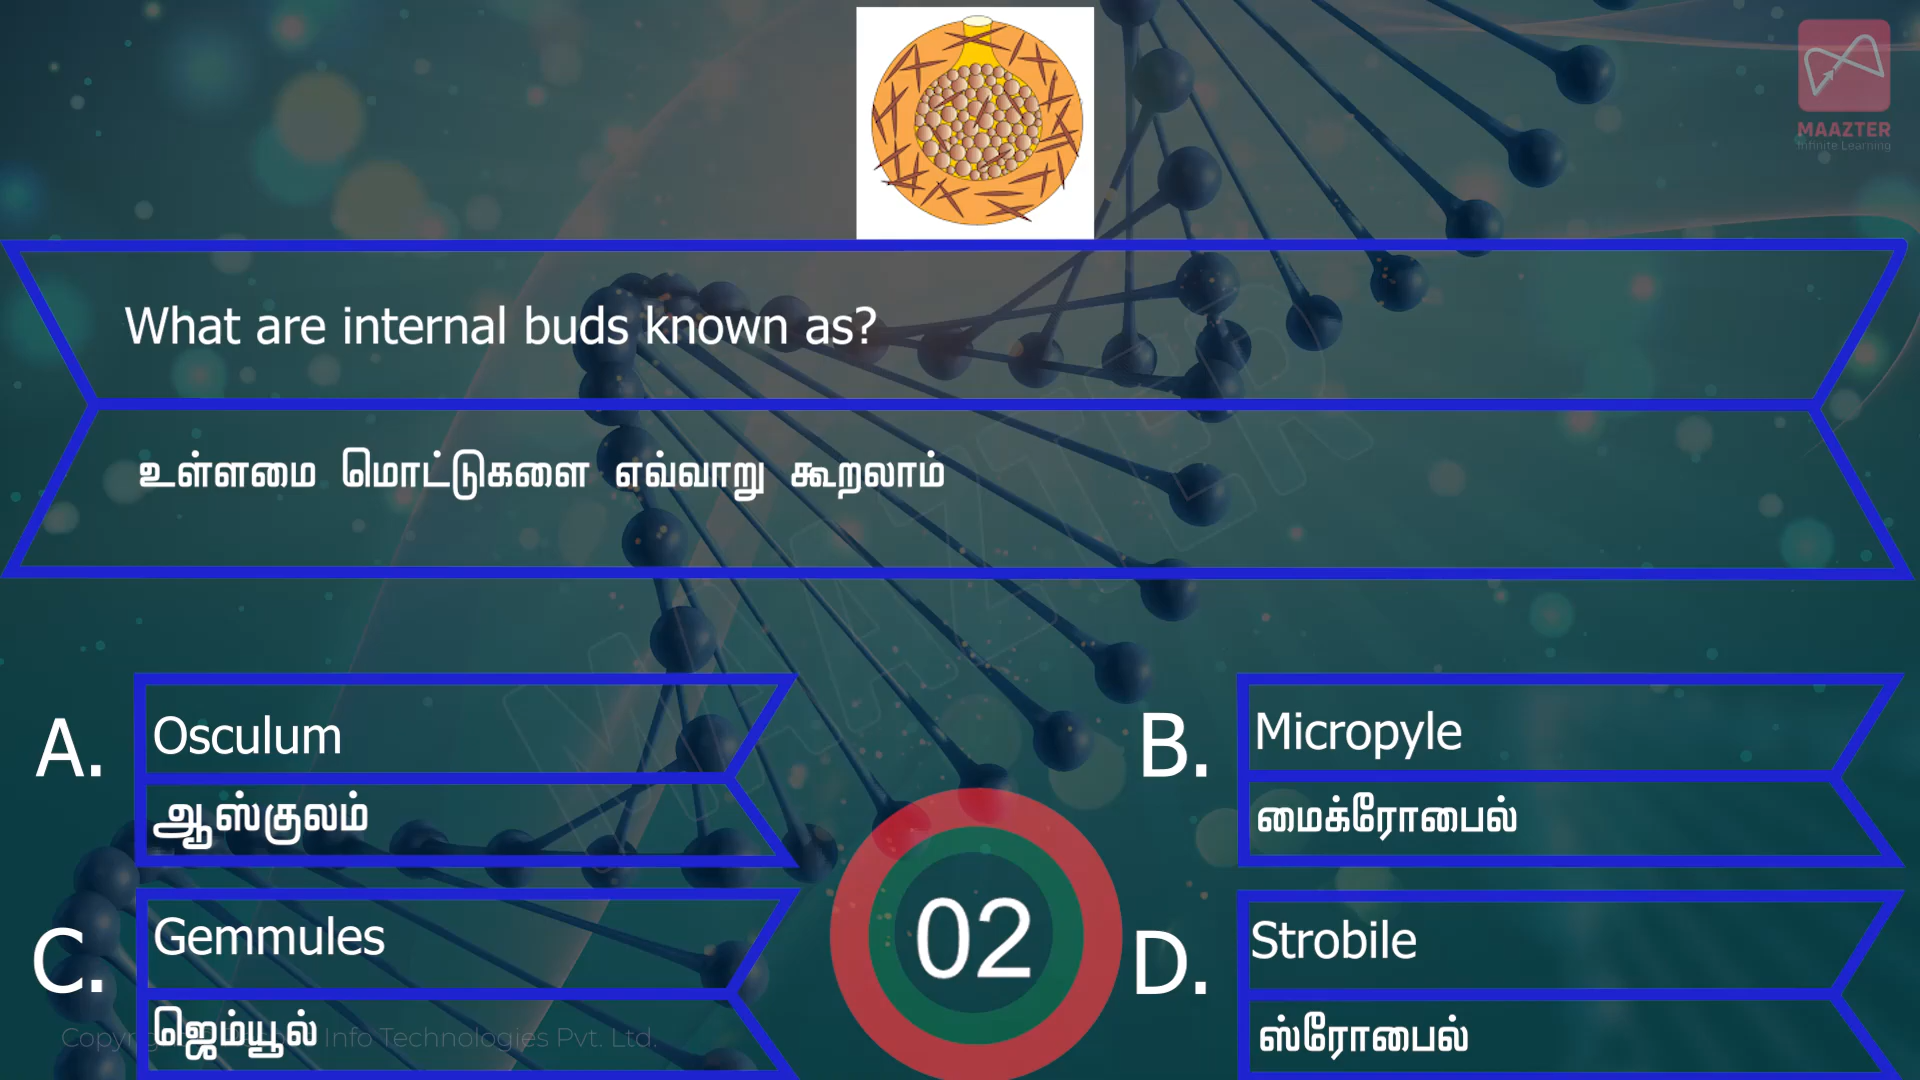 MAAZTER
Infinite Learning
What are internal buds known as?
உள்ளமை மொட்டுகளை எவ்வாறு கூறலாம்
MAAZTER
A.
Osculum
ஆஸ்குலம்
B.
Micropyle
மைக்ரோபைல்
C.
Gemmules
ஜெம்யூல்
02
D.
Strobile
ஸ்ரோபைல்
Info Technologies Pvt. Ltd.